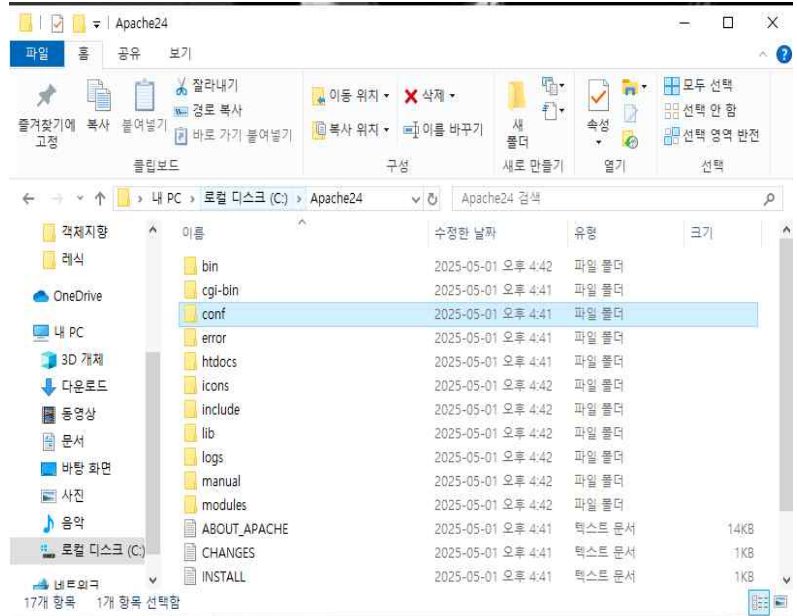 Apache24
파일 홈 공유 보기
즐겨찾기에 고정
복사
붙여넣기
잘라내기
경로 복사
바로 가기 붙여넣기
클립보드
이동 위치
복사 위치
삭제
이름 바꾸기
구성
새 폴더
새로 만들기
속성
열기
모두 선택
선택 안 함
선택 영역 반전
선택
내 PC › 로컬 디스크 (C:) › Apache24
Apache24 검색
객체지향
레식
OneDrive
내 PC
3D 개체
다운로드
동영상
문서
바탕 화면
사진
음악
로컬 디스크 (C:)
네트워크
이름 수정한 날짜 유형 크기
bin 2025-05-01 오후 4:42 파일 폴더
cgi-bin 2025-05-01 오후 4:41 파일 폴더
conf 2025-05-01 오후 4:41 파일 폴더
error 2025-05-01 오후 4:41 파일 폴더
htdocs 2025-05-01 오후 4:41 파일 폴더
icons 2025-05-01 오후 4:42 파일 폴더
include 2025-05-01 오후 4:42 파일 폴더
lib 2025-05-01 오후 4:42 파일 폴더
logs 2025-05-01 오후 4:42 파일 폴더
manual 2025-05-01 오후 4:42 파일 폴더
modules 2025-05-01 오후 4:42 파일 폴더
ABOUT_APACHE 2025-05-01 오후 4:41 텍스트 문서 14KB
CHANGES 2025-05-01 오후 4:41 텍스트 문서 1KB
INSTALL 2025-05-01 오후 4:41 텍스트 문서 1KB
17개 항목 1개 항목 선택함